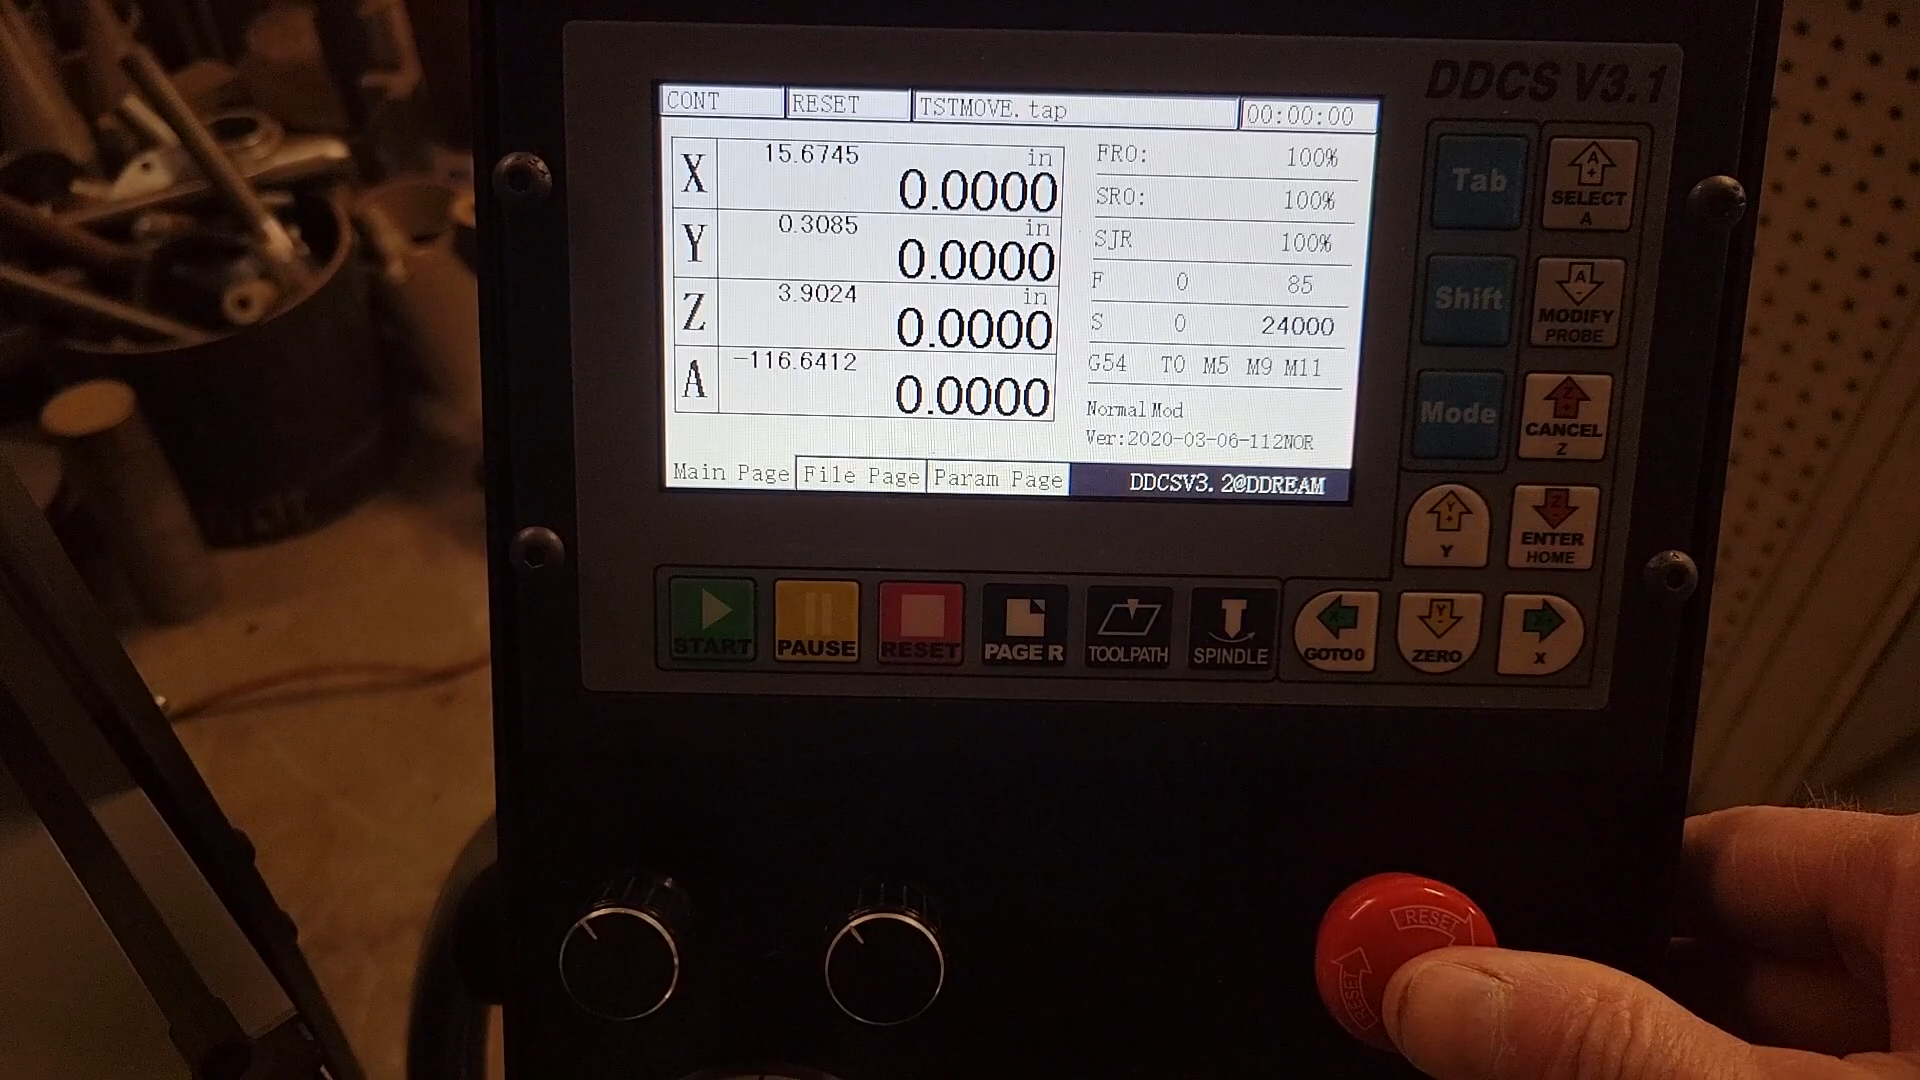 DDCS V3.1
CONT RESET TSTMOVE.tap 00:00:00
X 15.6745 in 0.0000
Y 0.3085 in 0.0000
Z 3.9024 in 0.0000
A -116.6412 0.0000
FRO: 100%
SRO: 100%
SJR 100%
F 0 85
S 0 24000
G54 T0 M5 M9 M11
Normal Mod
Ver:2020-03-06-112NOR
Main Page File Page Param Page DDCSV3.2@DDREAM
Tab
A
+
SELECT
A
Shift
A
-
MODIFY
PROBE
Mode
Z
+
CANCEL
Z
Y
+
Y
Z
-
ENTER
HOME
START PAUSE RESET PAGE R TOOLPATH SPINDLE
X-
GOTO0
Y
-
ZERO
X+
X
RESET
RESET